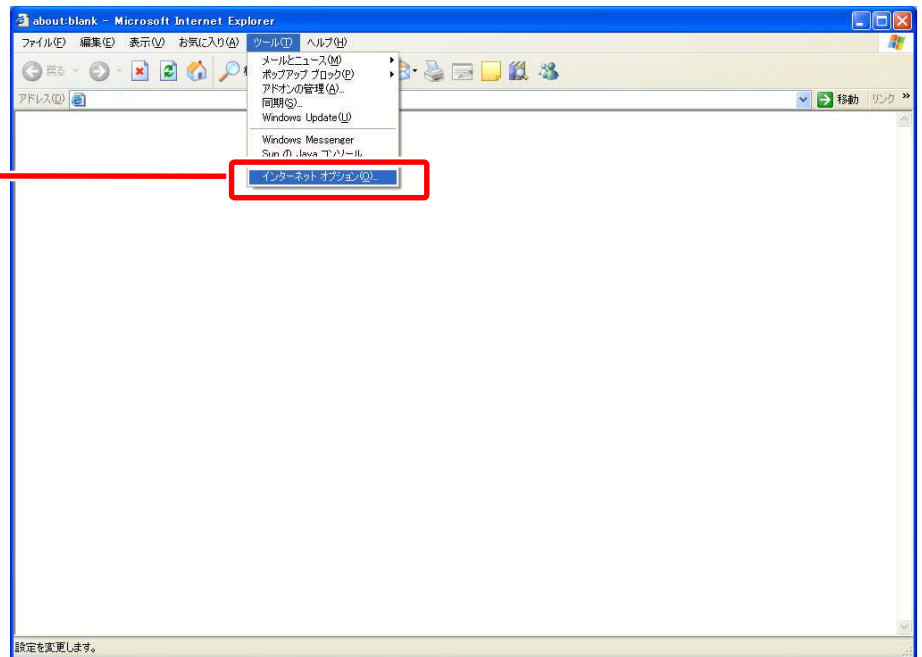 about:blank - Microsoft Internet Explorer
ファイル(F) 編集(E) 表示(V) お気に入り(A) ツール(T) ヘルプ(H)
戻る
メールとニュース(M)
ポップアップ ブロック(P)
アドオンの管理(A)...
同期(S)...
Windows Update(U)
Windows Messenger
Sun の Java コンソール
インターネット オプション(O)...
アドレス(D) 移動 リンク »
設定を変更します。